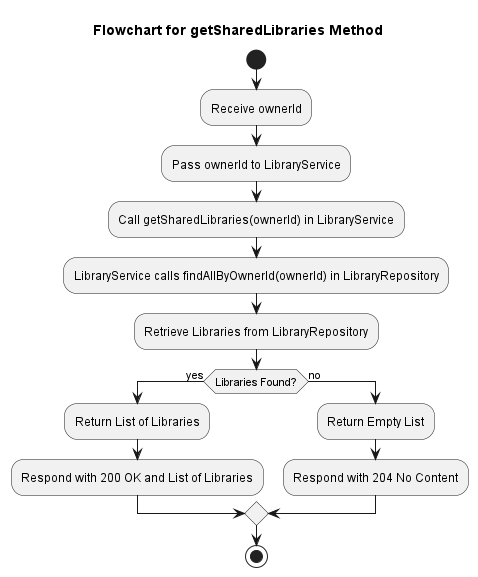 Flowchart for getSharedLibraries Method
Receive ownerId
Pass ownerId to LibraryService
Call getSharedLibraries(ownerId) in LibraryService
LibraryService calls findAllByOwnerId(ownerId) in LibraryRepository
Retrieve Libraries from LibraryRepository
yes
Libraries Found?
no
Return List of Libraries
Return Empty List
Respond with 200 OK and List of Libraries
Respond with 204 No Content